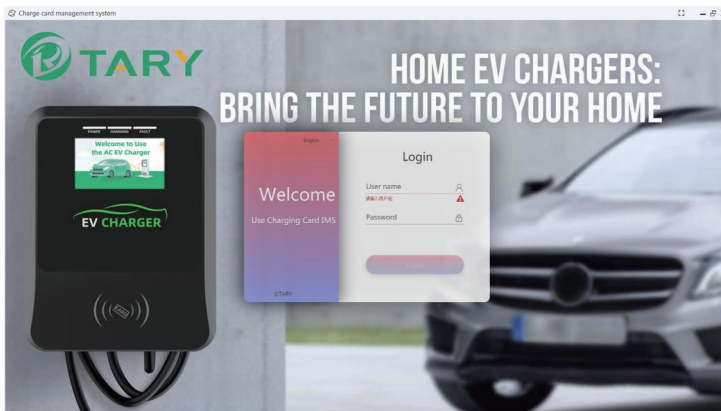 Charge card management system
TARY
HOME EV CHARGERS:
BRING THE FUTURE TO YOUR HOME
POWER CHARGING FAULT
Welcome to Use
the AC EV Charger
EV CHARGER
English
Welcome
Use Charging Card IMS
©TARY
Login
User name
请输入用户名
Password
Login